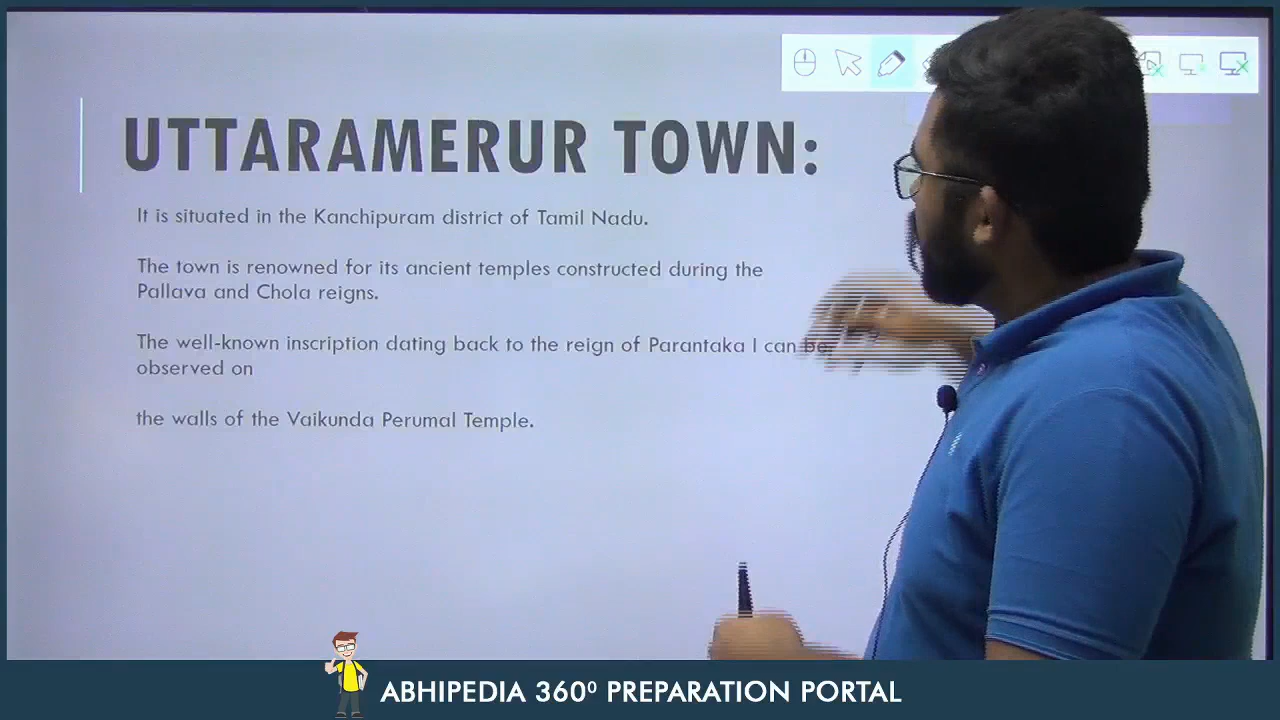 UTTARAMERUR TOWN:
It is situated in the Kanchipuram district of Tamil Nadu.
The town is renowned for its ancient temples constructed during the
Pallava and Chola reigns.
The well-known inscription dating back to the reign of Parantaka I can be
observed on
the walls of the Vaikunda Perumal Temple.
ABHIPEDIA 360⁰ PREPARATION PORTAL